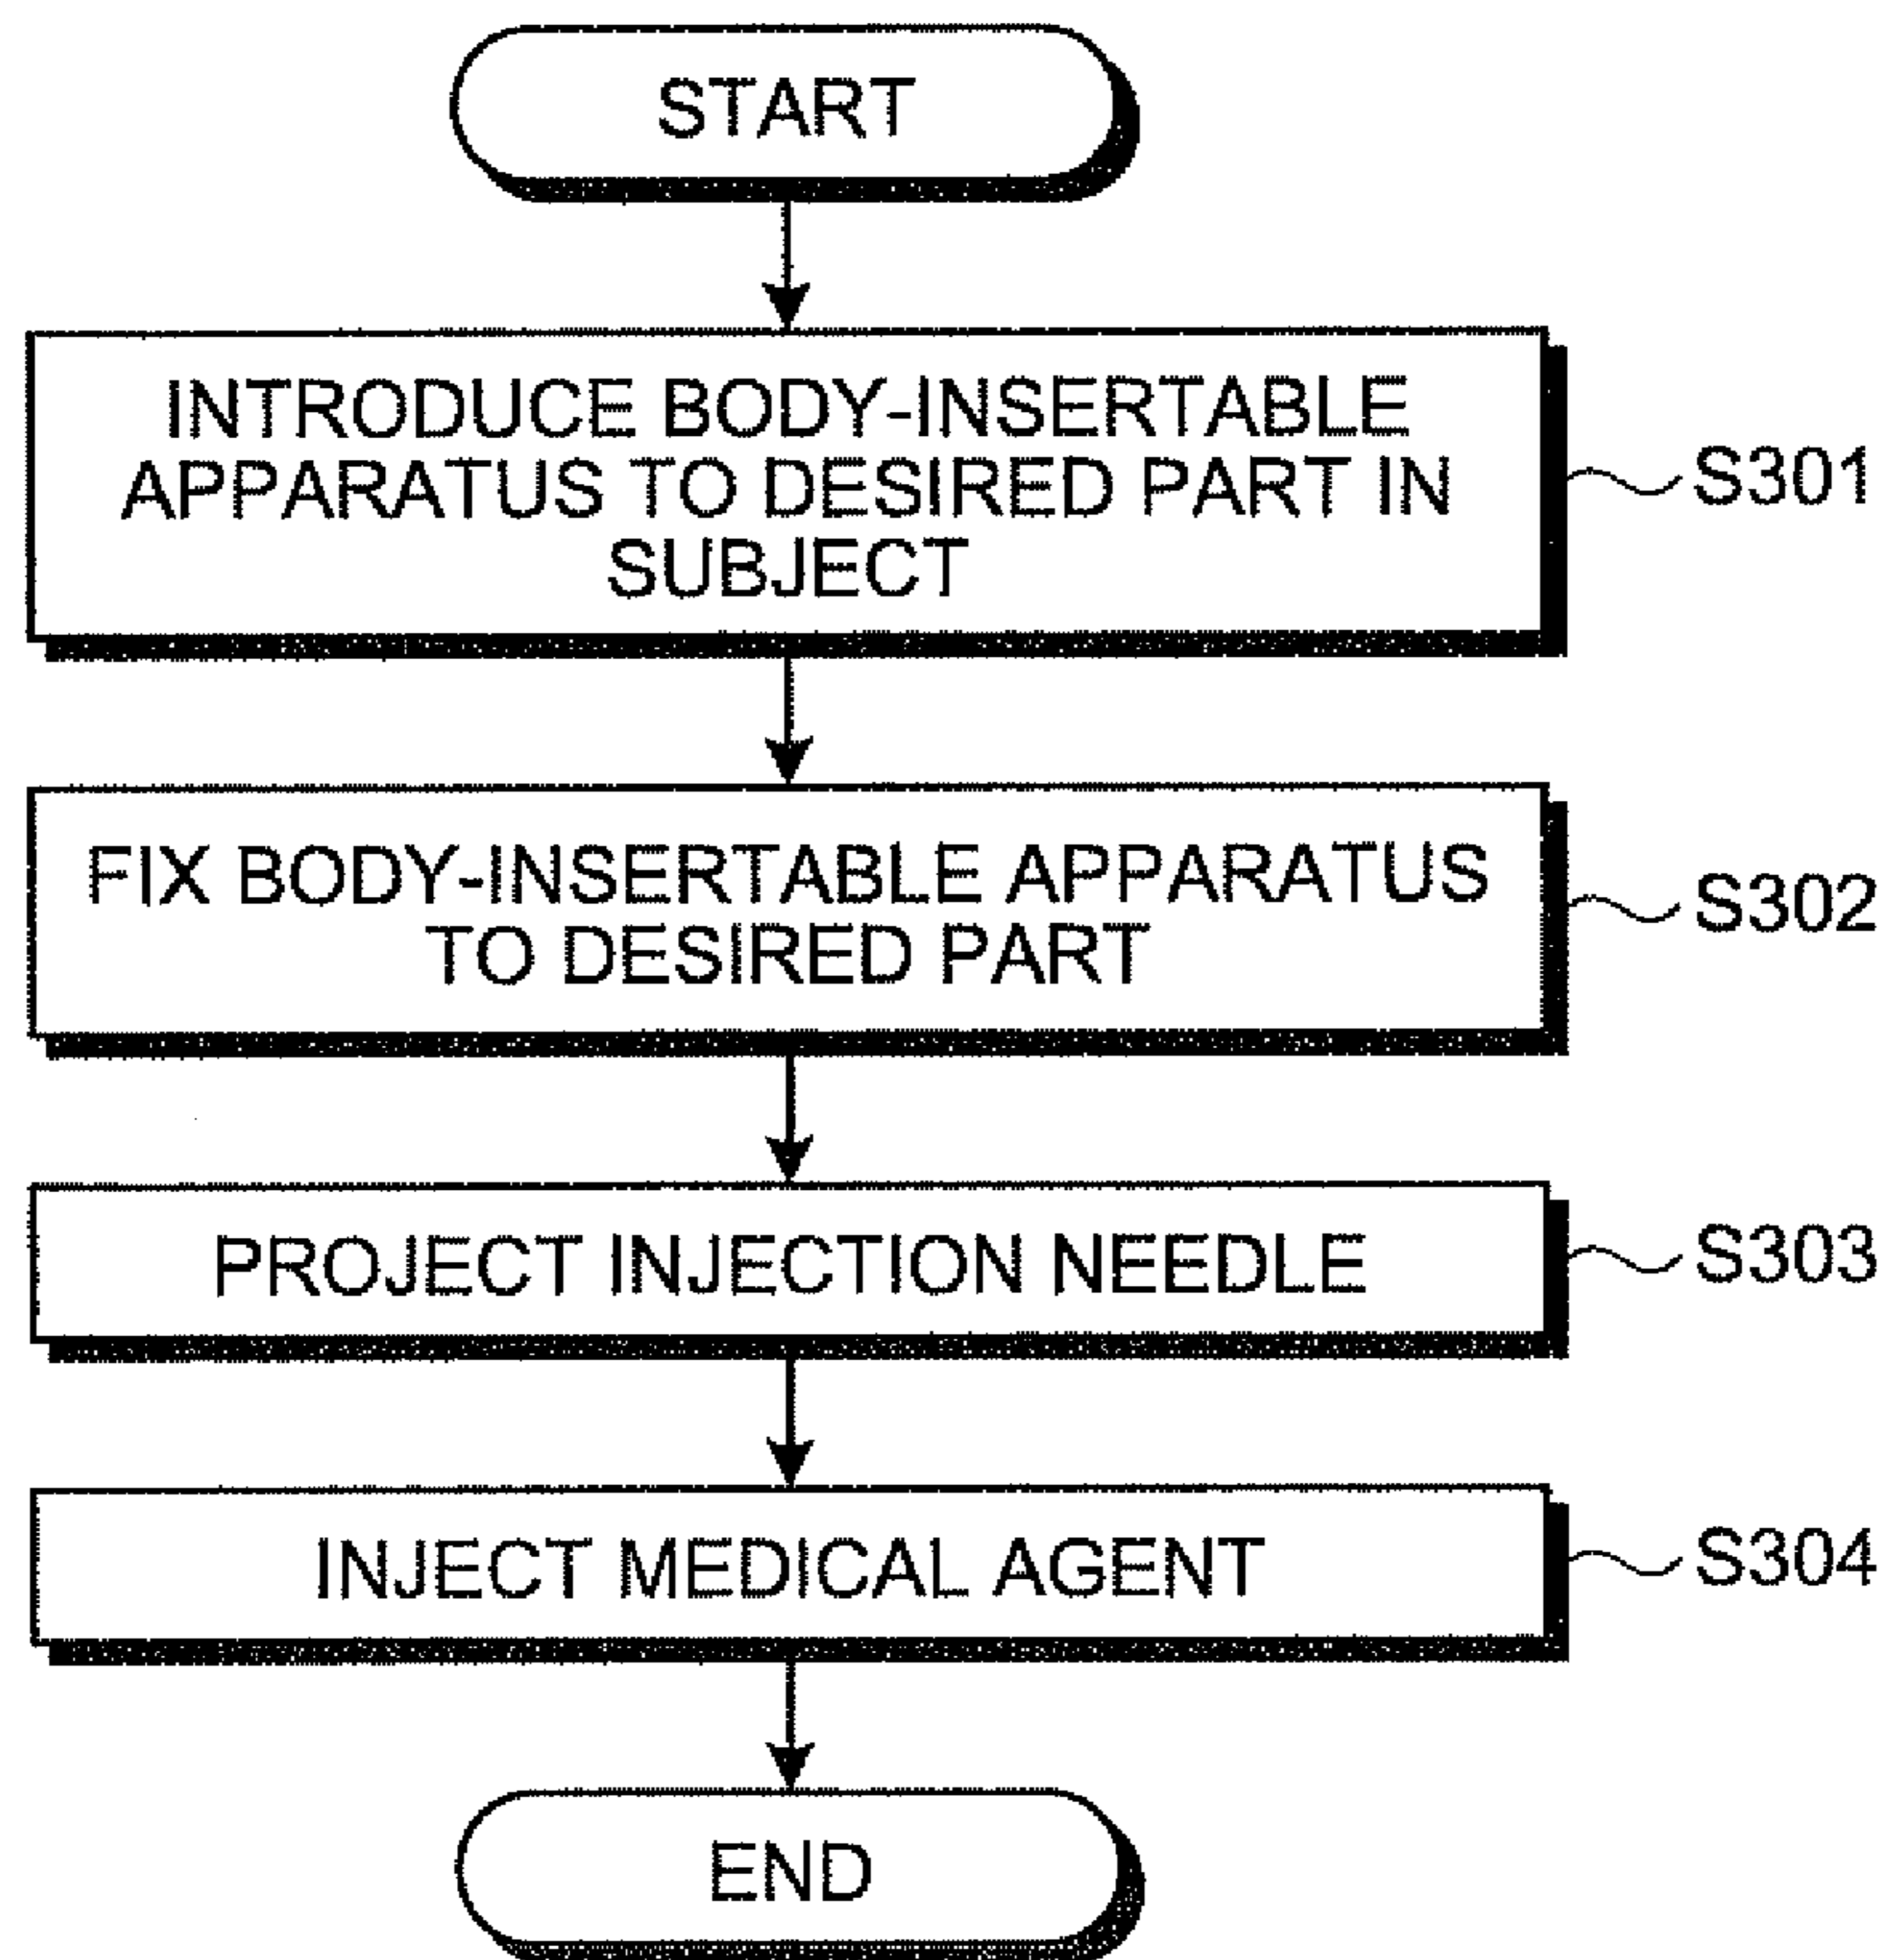 START
INTRODUCE BODY-INSERTABLE
APPARATUS TO DESIRED PART IN
SUBJECT
S301
FIX BODY-INSERTABLE APPARATUS
TO DESIRED PART
S302
PROJECT INJECTION NEEDLE
S303
INJECT MEDICAL AGENT
S304
END